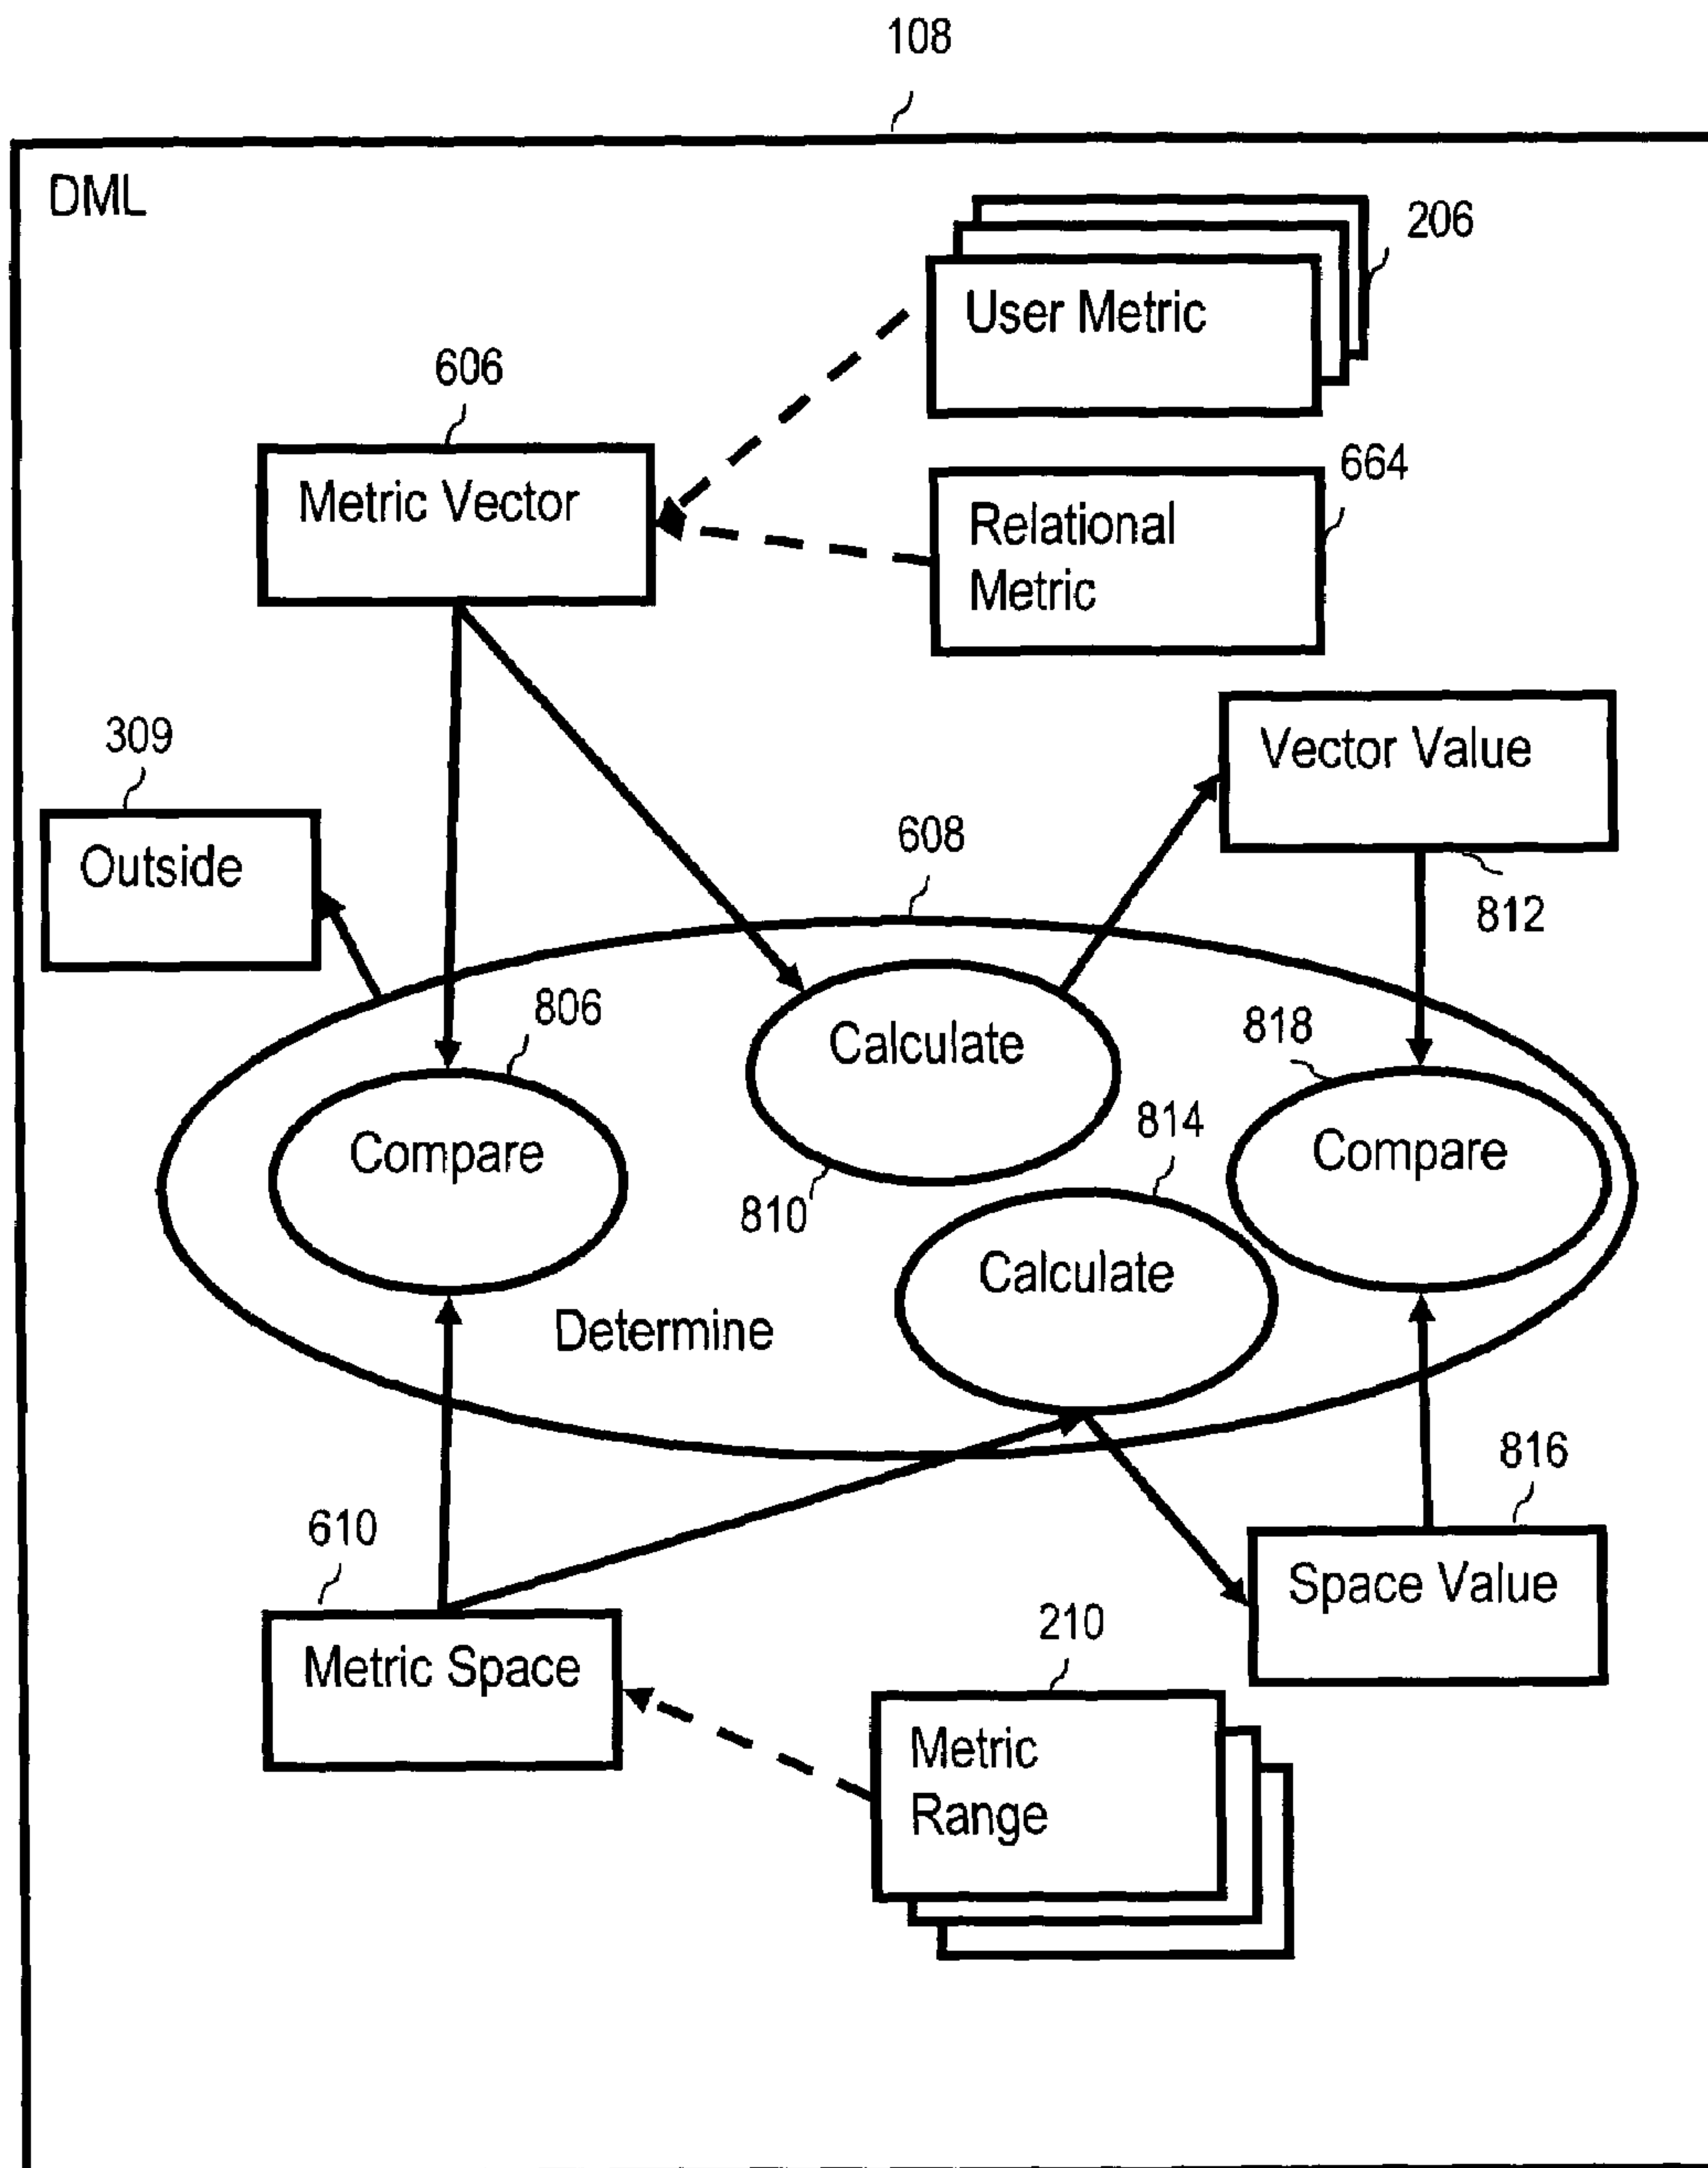 108
DML
206
User Metric
606
664
Metric Vector
Relational
Metric
309
Vector Value
Outside
608
812
806
818
Calculate
814
Compare
Compare
810
Calculate
Determine
816
610
Space Value
210
Metric Space
Metric
Range